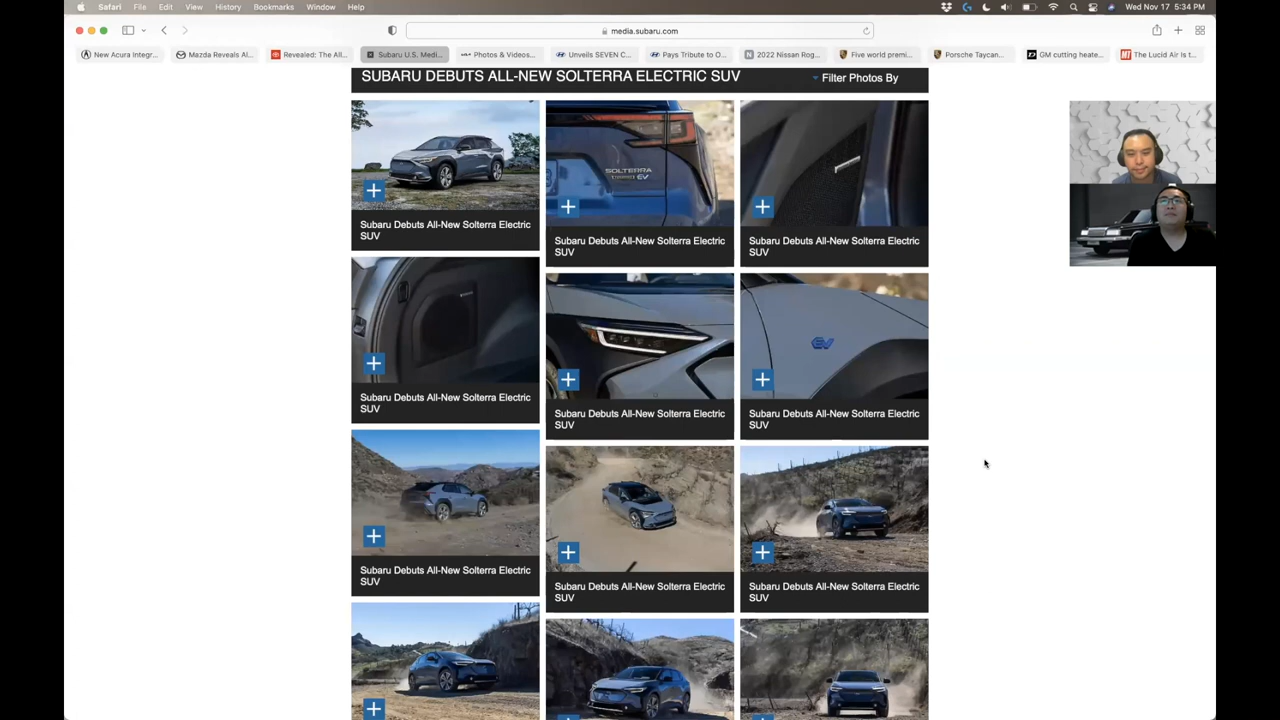 Safari File Edit View History Bookmarks Window Help
Wed Nov 17 5:34 PM
media.subaru.com
New Acura Integr...
Mazda Reveals Al...
Revealed: The All...
Subaru U.S. Medi...
Photos & Videos...
Unveils SEVEN C...
Pays Tribute to O...
2022 Nissan Rog...
Five world premi...
Porsche Taycan...
GM cutting heate...
The Lucid Air is t...
SUBARU DEBUTS ALL-NEW SOLTERRA ELECTRIC SUV
Filter Photos By
SOLTERRA
EV
Subaru Debuts All-New Solterra Electric
SUV
Subaru Debuts All-New Solterra Electric
SUV
Subaru Debuts All-New Solterra Electric
SUV
EV
Subaru Debuts All-New Solterra Electric
SUV
Subaru Debuts All-New Solterra Electric
SUV
Subaru Debuts All-New Solterra Electric
SUV
Subaru Debuts All-New Solterra Electric
SUV
Subaru Debuts All-New Solterra Electric
SUV
Subaru Debuts All-New Solterra Electric
SUV